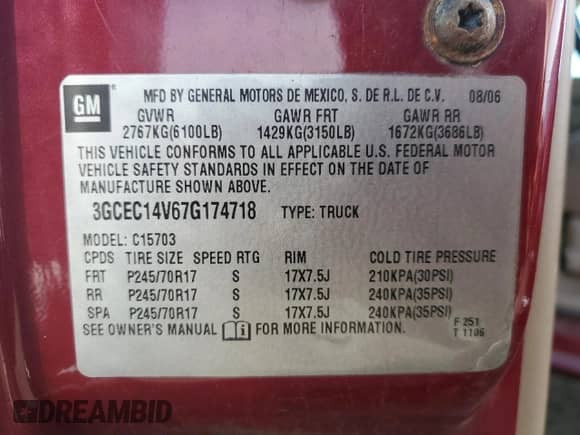 GM
MFD BY GENERAL MOTORS DE MEXICO, S. DE R.L. DE C.V. 08/06
GVWR GAWR FRT GAWR RR
2767KG(6100LB) 1429KG(3150LB) 1672KG(3686LB)
THIS VEHICLE CONFORMS TO ALL APPLICABLE U.S. FEDERAL MOTOR
VEHICLE SAFETY STANDARDS IN EFFECT ON THE DATE OF
MANUFACTURE SHOWN ABOVE.
3GCEC14V67G174718 TYPE: TRUCK
MODEL: C15703
CPDS TIRE SIZE SPEED RTG RIM COLD TIRE PRESSURE
FRT P245/70R17 S 17X7.5J 210KPA(30PSI)
RR P245/70R17 S 17X7.5J 240KPA(35PSI)
SPA P245/70R17 S 17X7.5J 240KPA(35PSI)
SEE OWNER'S MANUAL i FOR MORE INFORMATION.
F 251
T 1106
DREAMBID